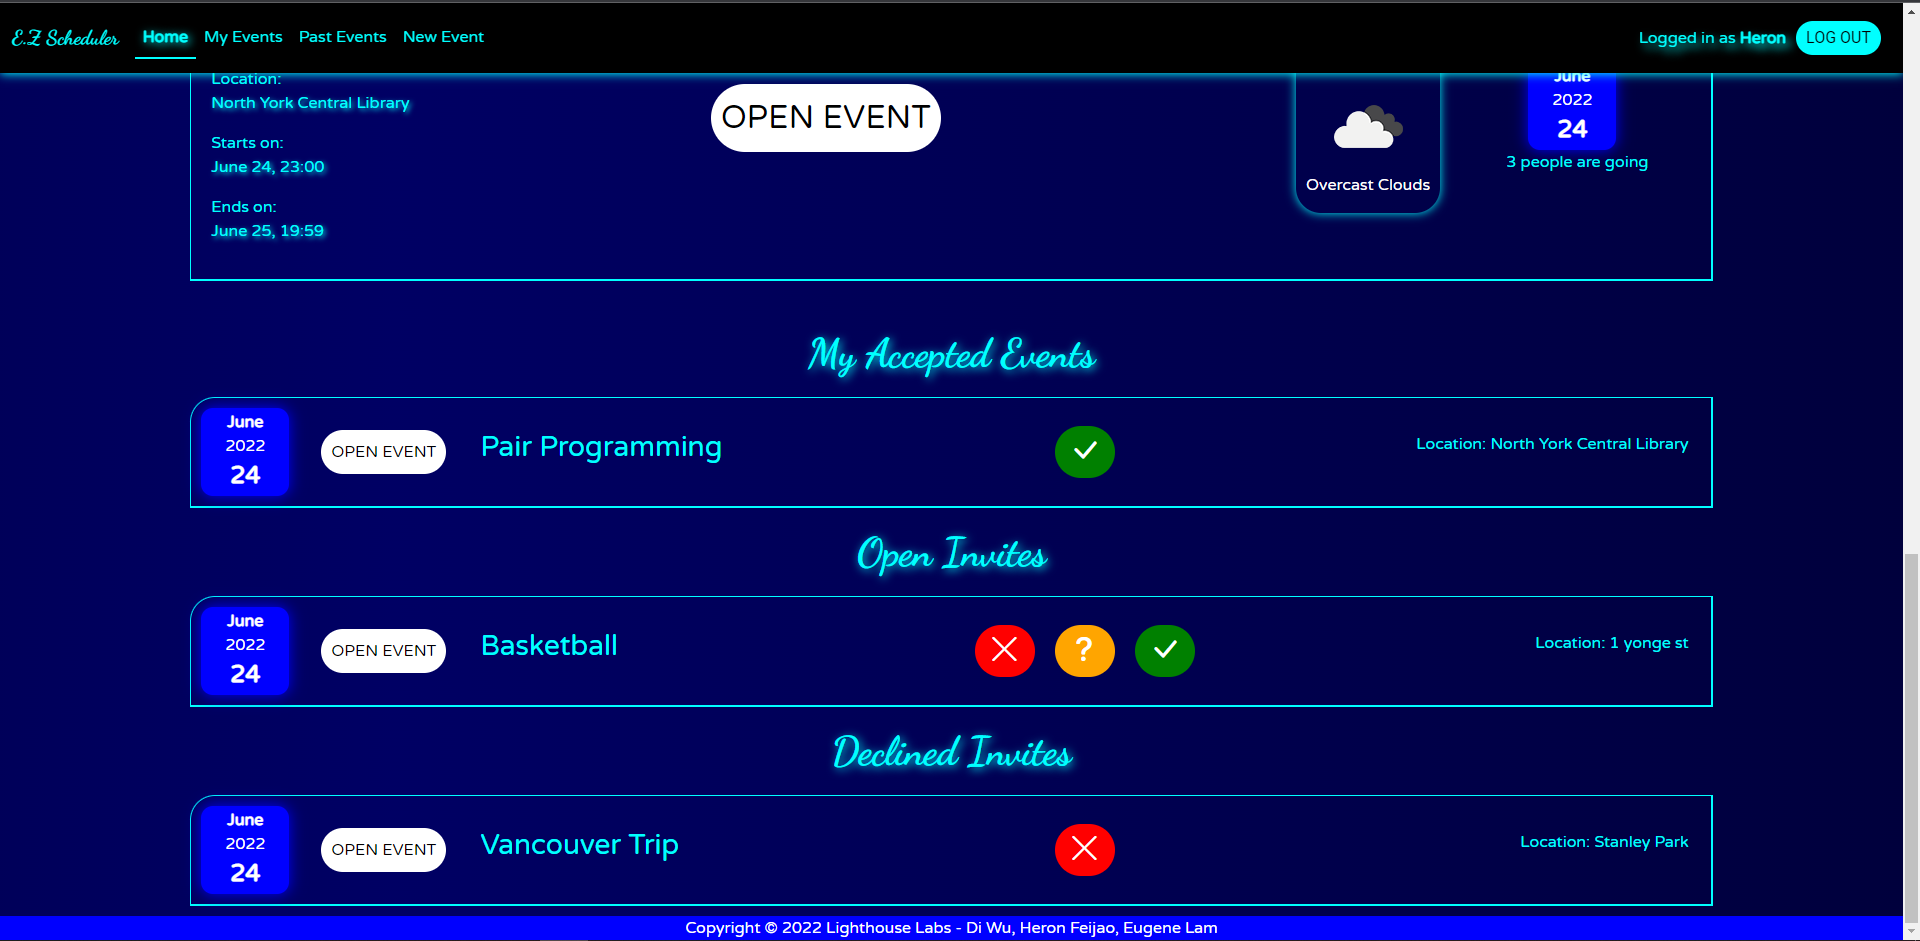 E.Z Scheduler
Home
My Events
Past Events
New Event
Logged in as Heron
LOG OUT
Location:
North York Central Library
Starts on:
June 24, 23:00
Ends on:
June 25, 19:59
OPEN EVENT
Overcast Clouds
June
2022
24
3 people are going
My Accepted Events
June
2022
24
OPEN EVENT
Pair Programming
Location: North York Central Library
Open Invites
June
2022
24
OPEN EVENT
Basketball
?
Location: 1 yonge st
Declined Invites
June
2022
24
OPEN EVENT
Vancouver Trip
Location: Stanley Park
Copyright © 2022 Lighthouse Labs - Di Wu, Heron Feijao, Eugene Lam